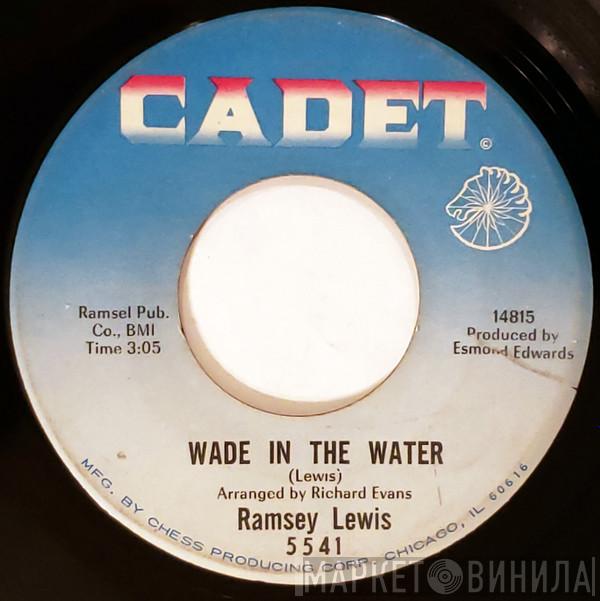 CADET
©
Ramsel Pub.
Co., BMI
Time 3:05
14815
Produced by
Esmond Edwards
WADE IN THE WATER
(Lewis)
Arranged by Richard Evans
Ramsey Lewis
5541
MFG. BY CHESS PRODUCING CORP. CHICAGO, IL 60616
МАРКЕТ ВИНИЛА